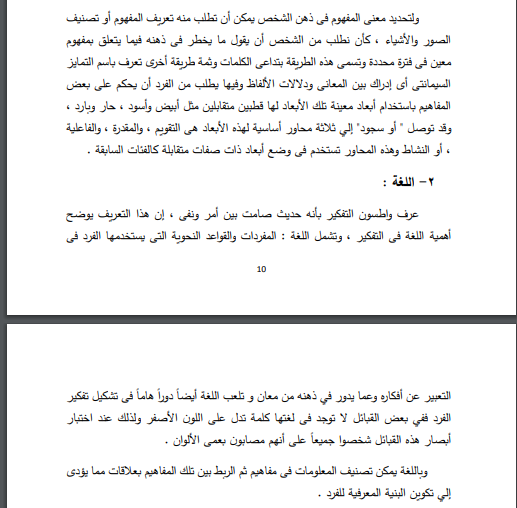 ولتحديد معنى المفهوم فى ذهن الشخص يمكن أن تطلب منه تعريف المفهوم أو تصنيف
الصور والأشياء ، كأن نطلب من الشخص أن يقول ما يخطر فى ذهنه فيما يتعلق بمفهوم
معين فى فترة محددة وتسمى هذه الطريقة بتداعى الكلمات وثمة طريقة أخرى تعرف باسم التمايز
السيمانتى أى إدراك بين المعانى ودلالات الألفاظ وفيها يطلب من الفرد أن يحكم على بعض
المفاهيم باستخدام أبعاد معينة تلك الأبعاد لها قطبين متقابلين مثل أبيض وأسود ، حار وبارد ،
وقد توصل " أو سجود" إلي ثلاثة محاور أساسية لهذه الأبعاد هى التقويم ، والمقدرة ، والفاعلية
، أو النشاط وهذه المحاور تستخدم فى وضع أبعاد ذات صفات متقابلة كالفئات السابقة .
٢- اللغة :
عرف واطسون التفكير بأنه حديث صامت بين أمر ونفى ، إن هذا التعريف يوضح
أهمية اللغة فى التفكير ، وتشمل اللغة : المفردات والقواعد النحوية التى يستخدمها الفرد فى
10
التعبير عن أفكاره وعما يدور في ذهنه من معان و تلعب اللغة أيضاً دوراً هاماً فى تشكيل تفكير
الفرد ففي بعض القبائل لا توجد فى لغتها كلمة تدل على اللون الأصفر ولذلك عند اختبار
أبصار هذه القبائل شخصوا جميعاً على أنهم مصابون بعمى الألوان .
وباللغة يمكن تصنيف المعلومات فى مفاهيم ثم الربط بين تلك المفاهيم بعلاقات مما يؤدى
إلي تكوين البنية المعرفية للفرد .